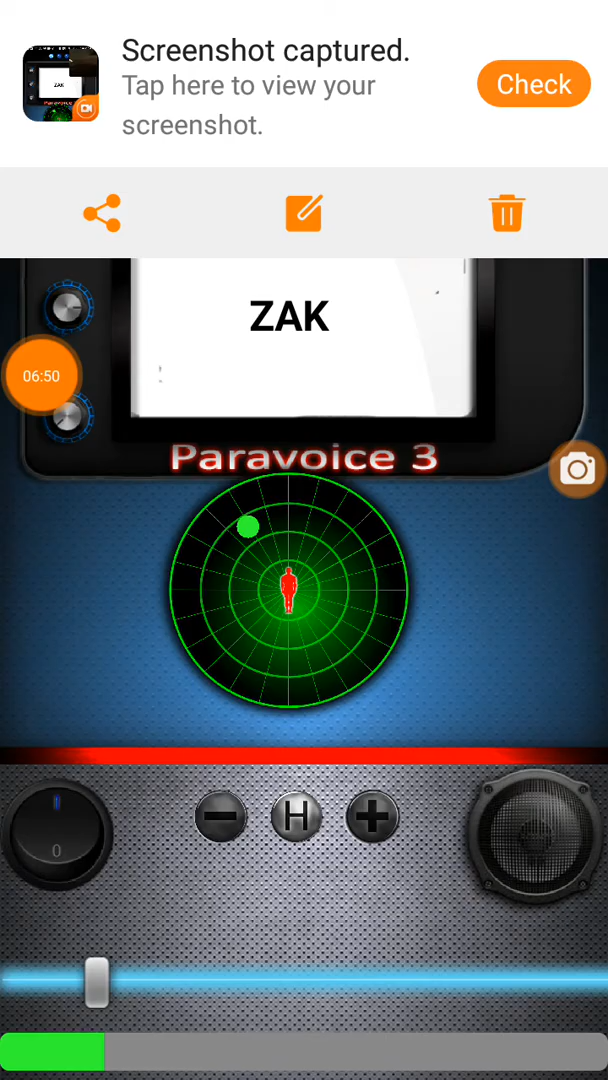 Screenshot captured.
Tap here to view your
screenshot.
Check
ZAK
06:50
Paravoice 3
0
H